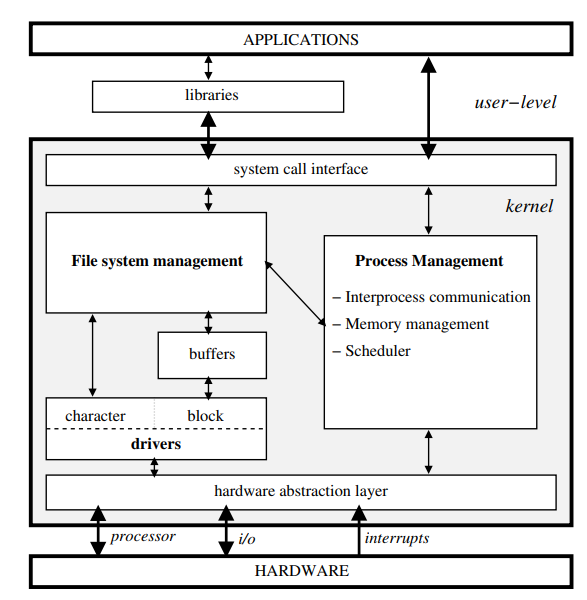 APPLICATIONS
libraries
user−level
system call interface
kernel
File system management
Process Management
− Interprocess communication
− Memory management
− Scheduler
buffers
character
block
drivers
hardware abstraction layer
processor
i/o
interrupts
HARDWARE